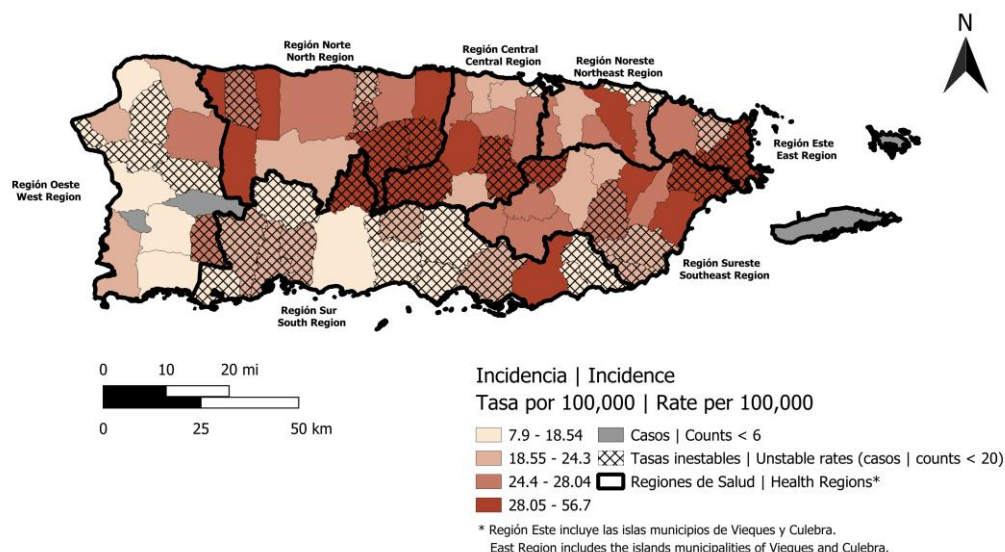 N
Región Norte
North Region
Región Central
Central Region
Región Noreste
Northeast Region
Región Este
East Region
Región Oeste
West Region
Región Sureste
Southeast Region
Región Sur
South Region
0 10 20 mi
0 25 50 km
Incidencia | Incidence
Tasa por 100,000 | Rate per 100,000
7.9 - 18.54 Casos | Counts < 6
18.55 - 24.3 Tasas inestables | Unstable rates (casos | counts < 20)
24.4 - 28.04 Regiones de Salud | Health Regions*
28.05 - 56.7
* Región Este incluye las islas municipios de Vieques y Culebra.
East Region includes the islands municipalities of Vieques and Culebra.